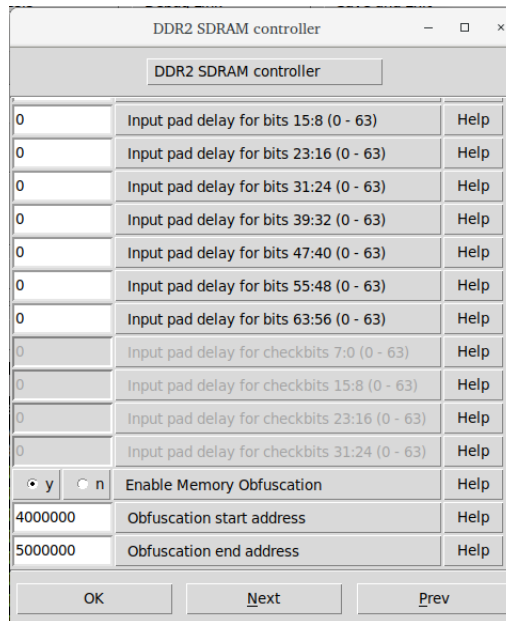 DDR2 SDRAM controller
DDR2 SDRAM controller
0 Input pad delay for bits 15:8 (0 - 63) Help
0 Input pad delay for bits 23:16 (0 - 63) Help
0 Input pad delay for bits 31:24 (0 - 63) Help
0 Input pad delay for bits 39:32 (0 - 63) Help
0 Input pad delay for bits 47:40 (0 - 63) Help
0 Input pad delay for bits 55:48 (0 - 63) Help
0 Input pad delay for bits 63:56 (0 - 63) Help
0 Input pad delay for checkbits 7:0 (0 - 63) Help
0 Input pad delay for checkbits 15:8 (0 - 63) Help
0 Input pad delay for checkbits 23:16 (0 - 63) Help
0 Input pad delay for checkbits 31:24 (0 - 63) Help
y n Enable Memory Obfuscation Help
4000000 Obfuscation start address Help
5000000 Obfuscation end address Help
OK Next Prev